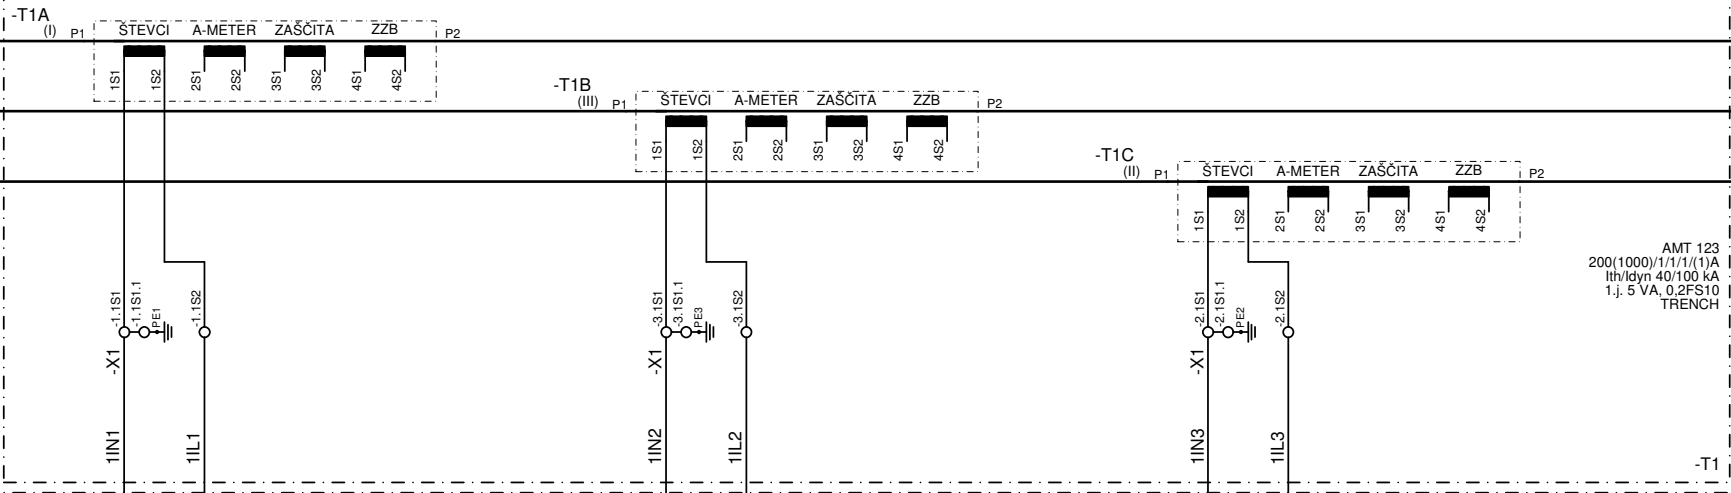 -T1A
(I) P1 ŠTEVCI A-METER ZAŠČITA ZZB P2
1S1 1S2 2S1 2S2 3S1 3S2 4S1 4S2
-T1B
(III) P1 ŠTEVCI A-METER ZAŠČITA ZZB P2
1S1 1S2 2S1 2S2 3S1 3S2 4S1 4S2
-T1C
(II) P1 ŠTEVCI A-METER ZAŠČITA ZZB P2
1S1 1S2 2S1 2S2 3S1 3S2 4S1 4S2
AMT 123
200(1000)/1/1/1/(1)A
Ith/Idyn 40/100 kA
1.j. 5 VA, 0,2FS10
TRENCH
-1.1S1 -1.1S1.1 PE1 -1.1S2
-X1
1IN1 1IL1
-3.1S1 -3.1S1.1 PE3 -3.1S2
-X1
1IN2 1IL2
-2.1S1 -2.1S1.1 PE2 -2.1S2
-X1
1IN3 1IL3
-T1